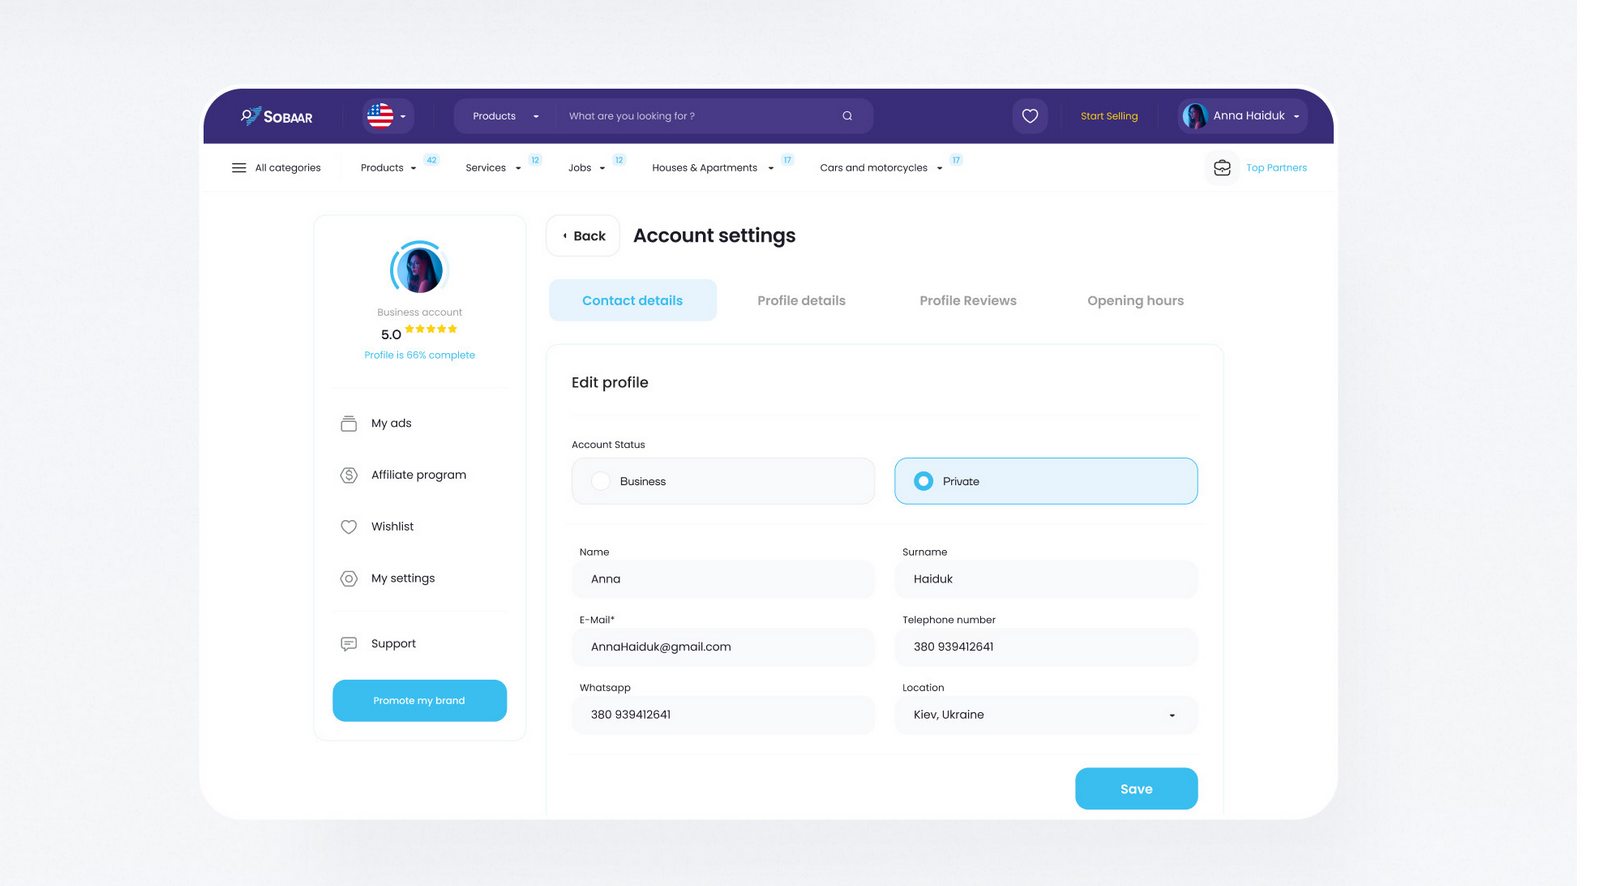 SOBAAR
Products
What are you looking for ?
Start Selling
Anna Haiduk
All categories
Products 42
Services 12
Jobs 12
Houses & Apartments 17
Cars and motorcycles 17
Top Partners
Business account
5.0
Profile is 66% complete
My ads
Affiliate program
Wishlist
My settings
Support
Promote my brand
Back
Account settings
Contact details
Profile details
Profile Reviews
Opening hours
Edit profile
Account Status
Business
Private
Name
Surname
Anna
Haiduk
E-Mail*
Telephone number
AnnaHaiduk@gmail.com
380 939412641
Whatsapp
Location
380 939412641
Kiev, Ukraine
Save